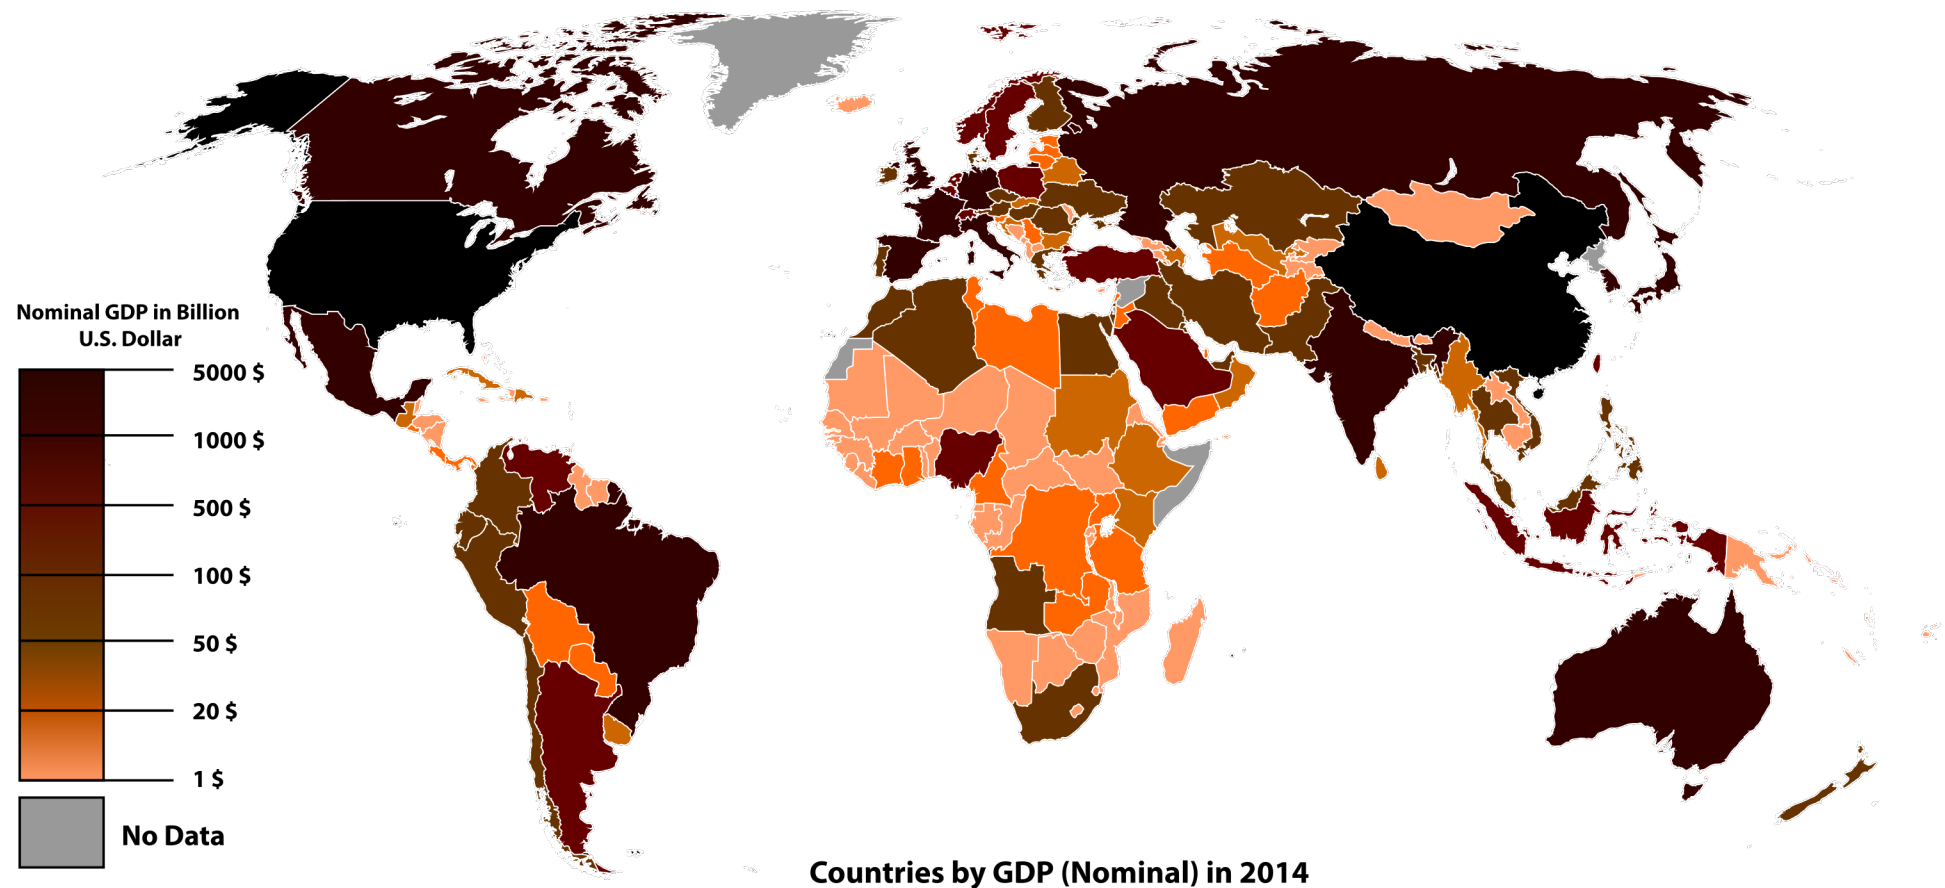 Nominal GDP in Billion
U.S. Dollar
5000 $
1000 $
500 $
100 $
50 $
20 $
1 $
No Data
Countries by GDP (Nominal) in 2014